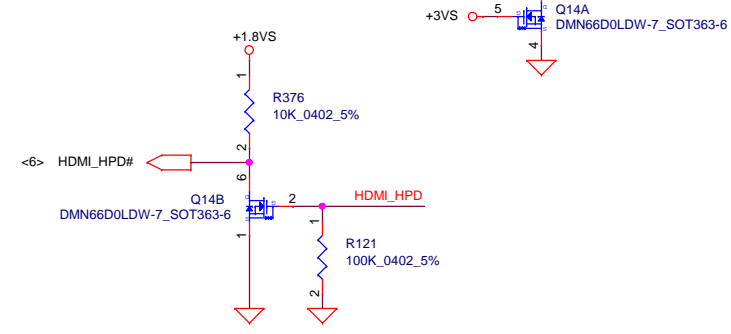 +3VS
5
Q14A
DMN66D0LDW-7_SOT363-6
4
+1.8VS
1
R376
10K_0402_5%
2
<6> HDMI_HPD#
6
Q14B
DMN66D0LDW-7_SOT363-6
2
HDMI_HPD
1
1
R121
100K_0402_5%
2